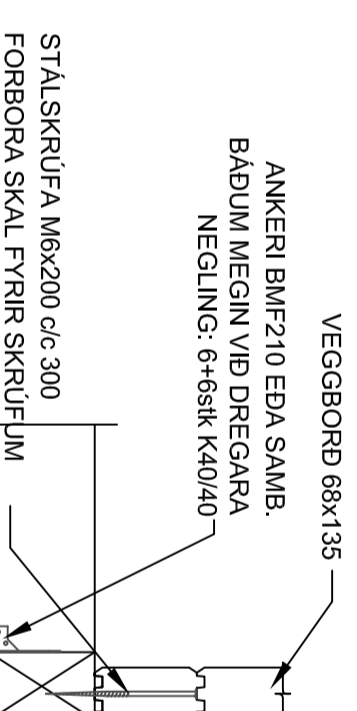 VEGGBORÐ 68x135
ANKERI BMF210 EÐA SAMB.
BÁÐUM MEGIN VIÐ DREGARA
NEGLING: 6+6stk K40/40
STÁLSKRÚFA M6x200 c/c 300
FORBORA SKAL FYRIR SKRÚFUM